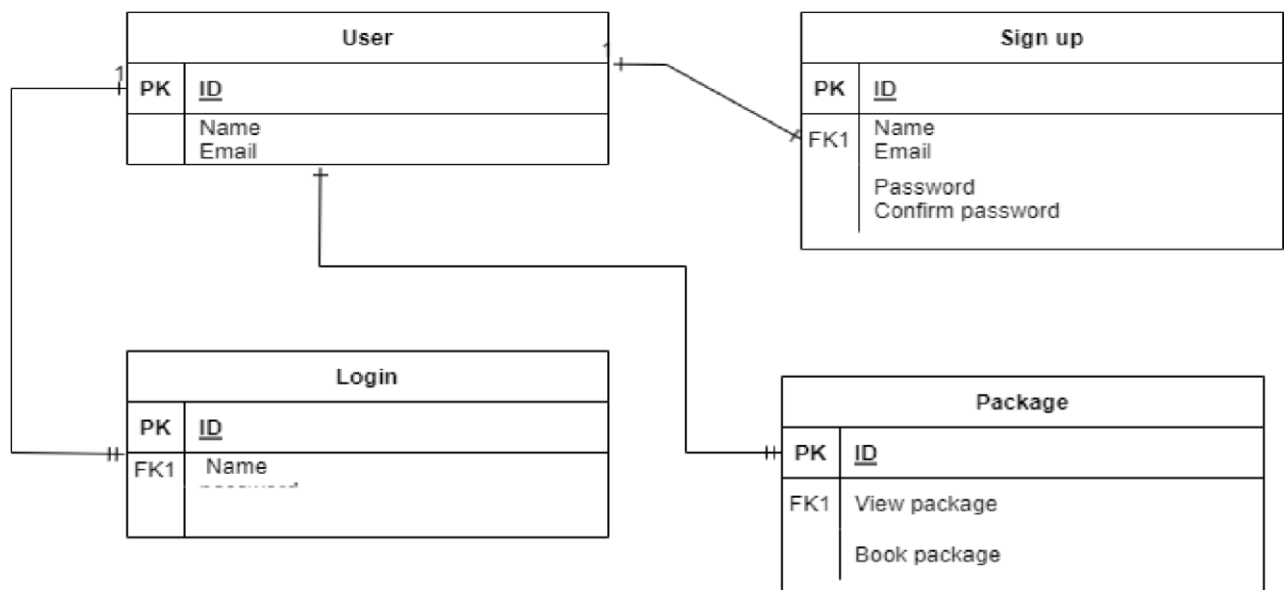 User
1
1
PK ID
Name
Email
Sign up
PK ID
FK1 Name
Email
Password
Confirm password
Login
PK ID
FK1 Name
Package
PK ID
FK1 View package
Book package